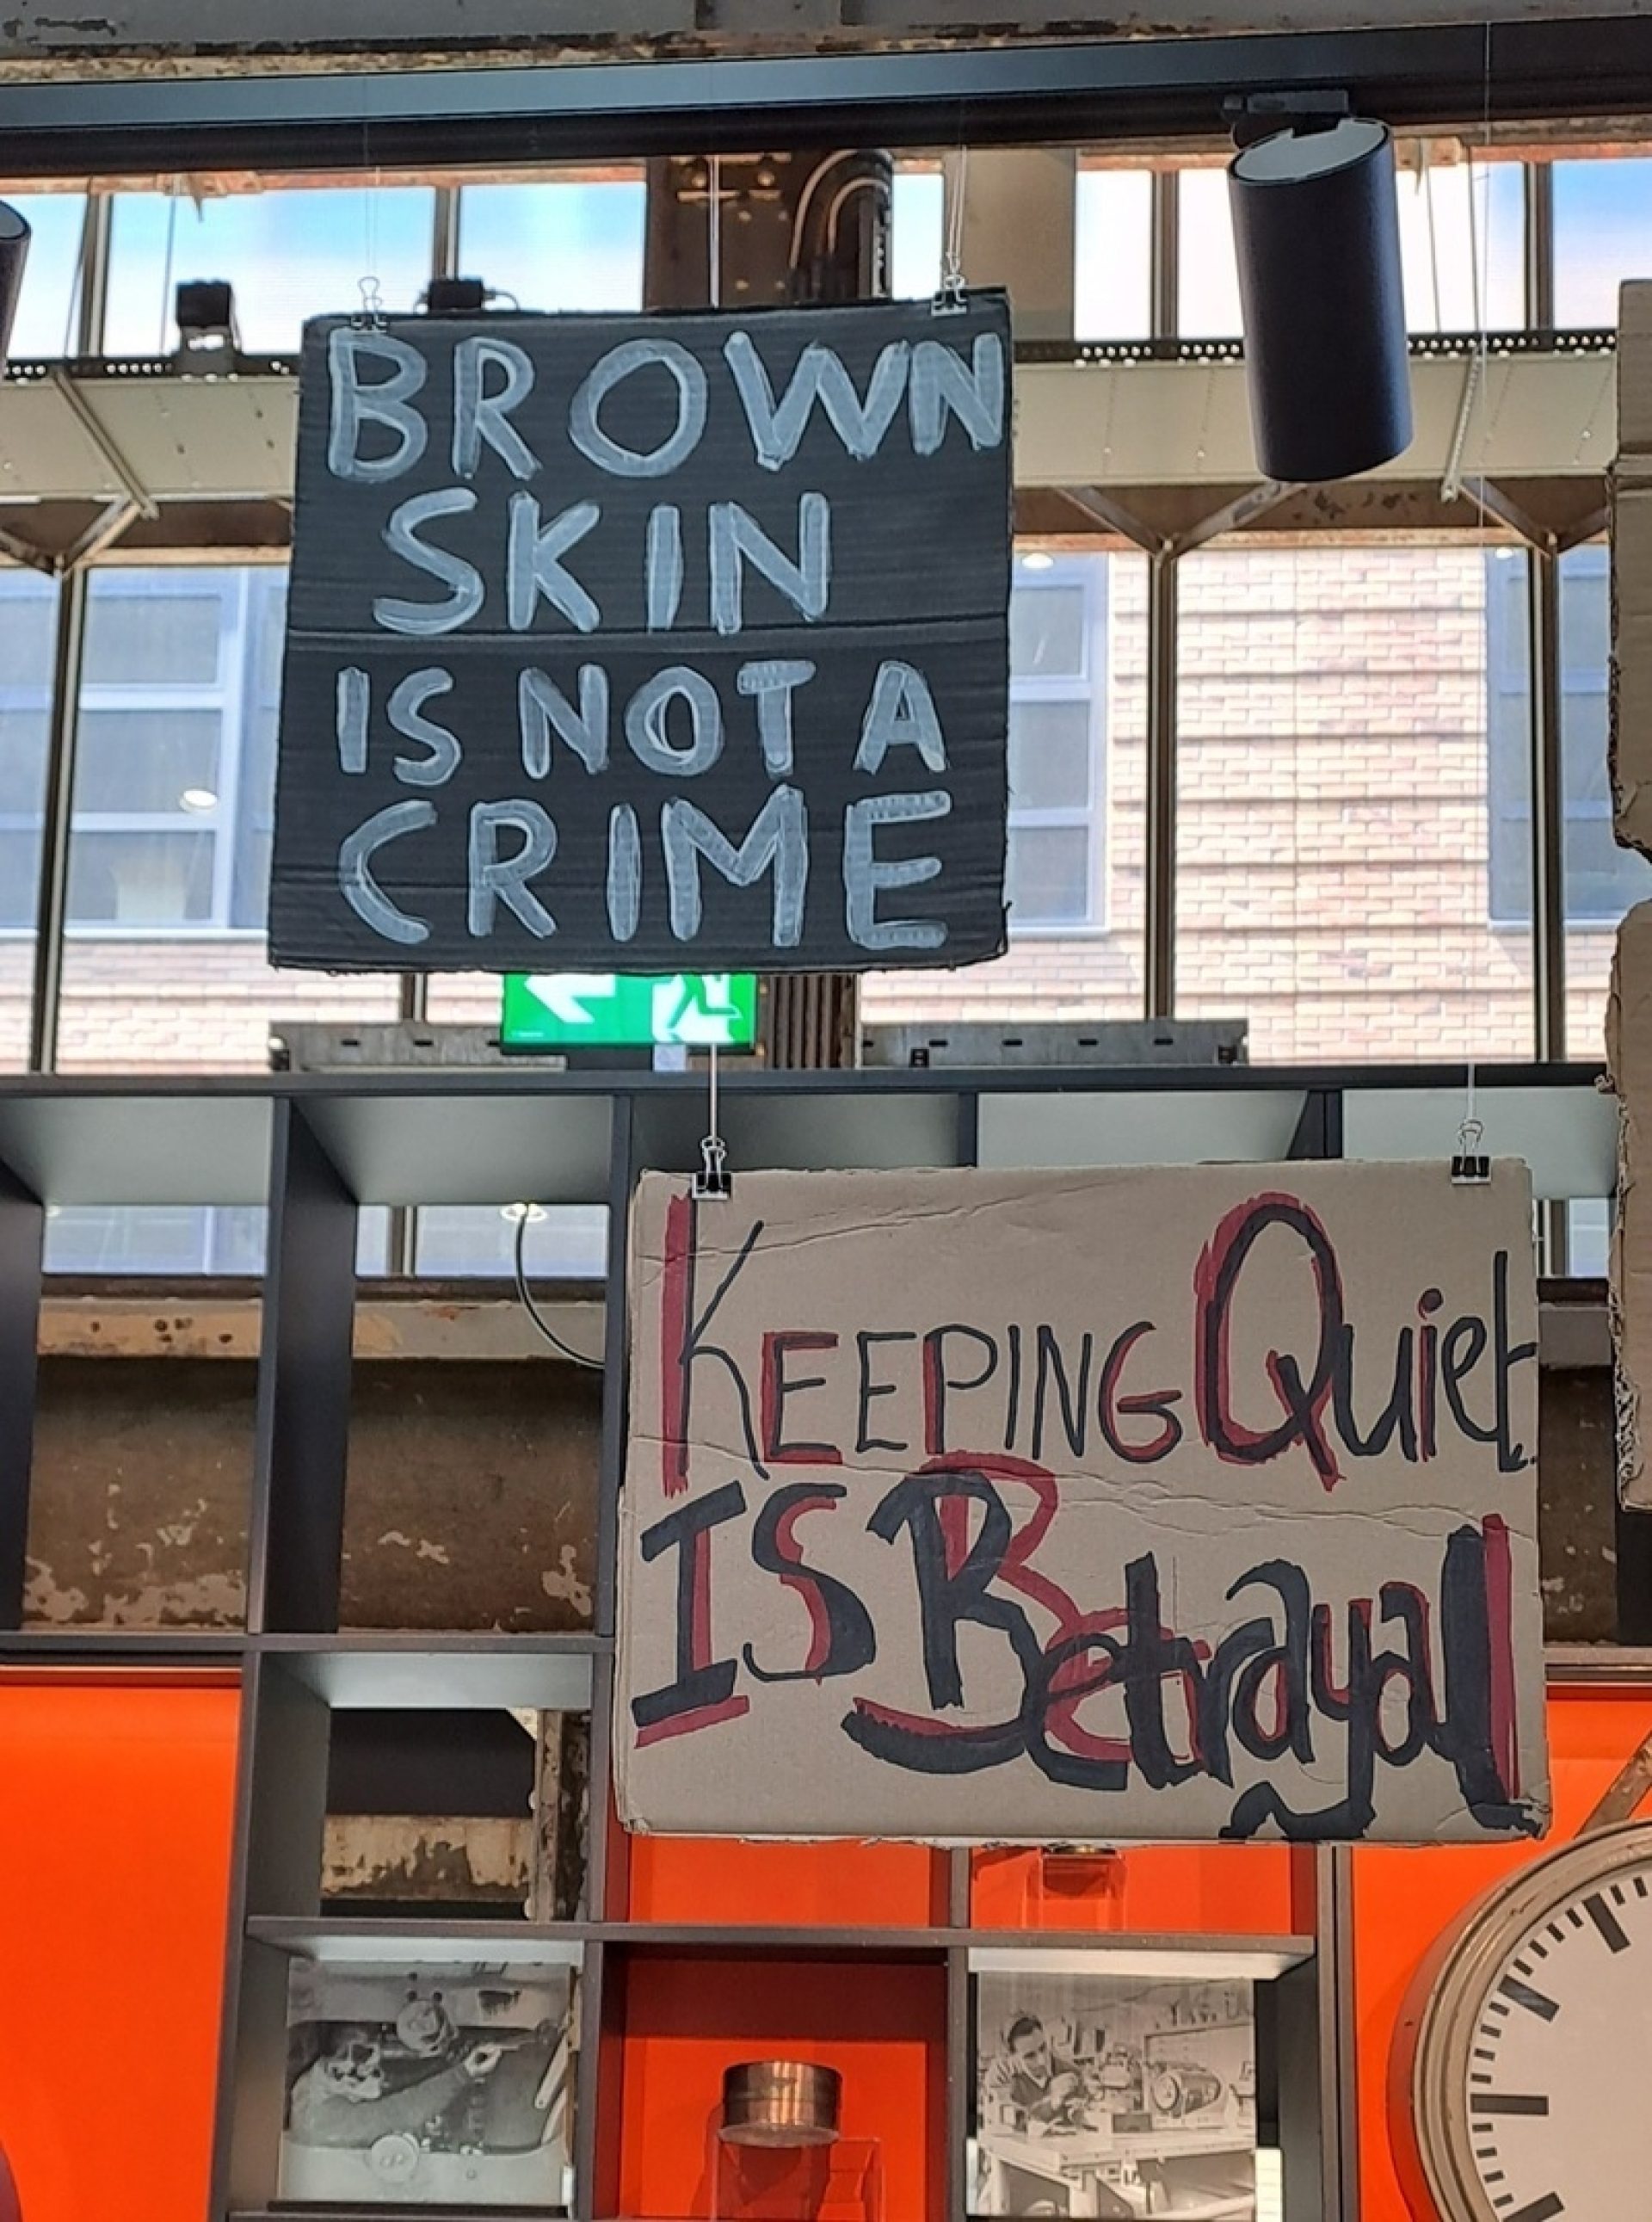 BROWN
SKIN
IS NOT A
CRIME
KEEPING Quiet
IS Betrayal